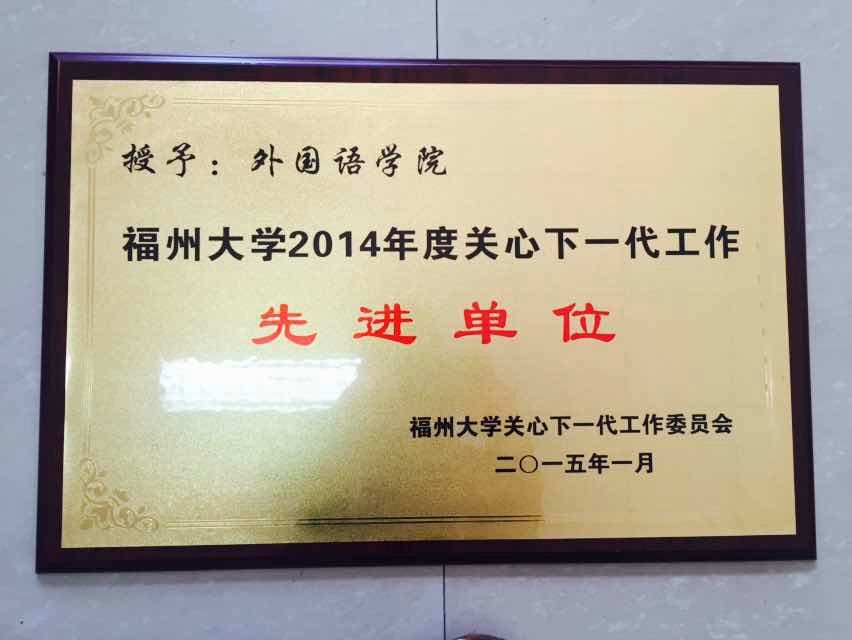 授予：外国语学院
福州大学2014年度关心下一代工作
先进单位
福州大学关心下一代工作委员会
二〇一五年一月